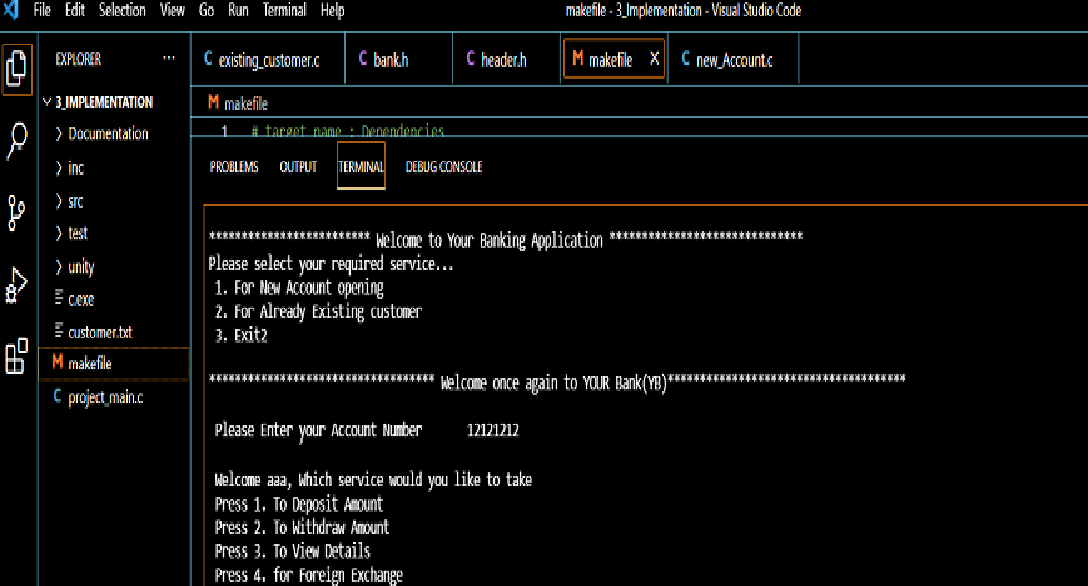 File Edit Selection View Go Run Terminal Help makefile - 3_Implementation - Visual Studio Code
EXPLORER ...
C existing_customer.c C bank.h C header.h M makefile X C new_Account.c
3_IMPLEMENTATION
Documentation
inc
src
test
unity
c.exe
customer.txt
M makefile
C project_main.c
M makefile
1 # target name : Dependencies
PROBLEMS OUTPUT TERMINAL DEBUG CONSOLE
************************* Welcome to Your Banking Application ******************************
Please select your required service...
1. For New Account opening
2. For Already Existing customer
3. Exit2
*********************************** Welcome once again to YOUR Bank(YB)*************************************
Please Enter your Account Number 12121212
Welcome aaa, Which service would you like to take
Press 1. To Deposit Amount
Press 2. To Withdraw Amount
Press 3. To View Details
Press 4. for Foreign Exchange